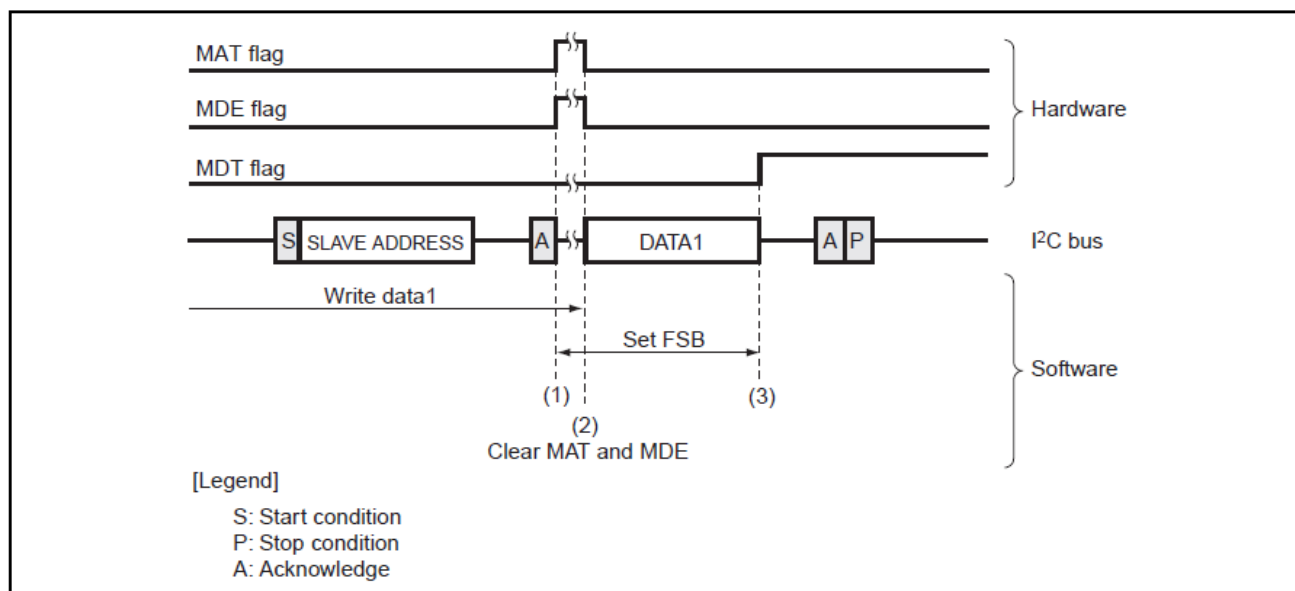 MAT flag
MDE flag
Hardware
MDT flag
S SLAVE ADDRESS A DATA1 A P I²C bus
Write data1
Set FSB
Software
(1) (3)
(2)
Clear MAT and MDE
[Legend]
S: Start condition
P: Stop condition
A: Acknowledge